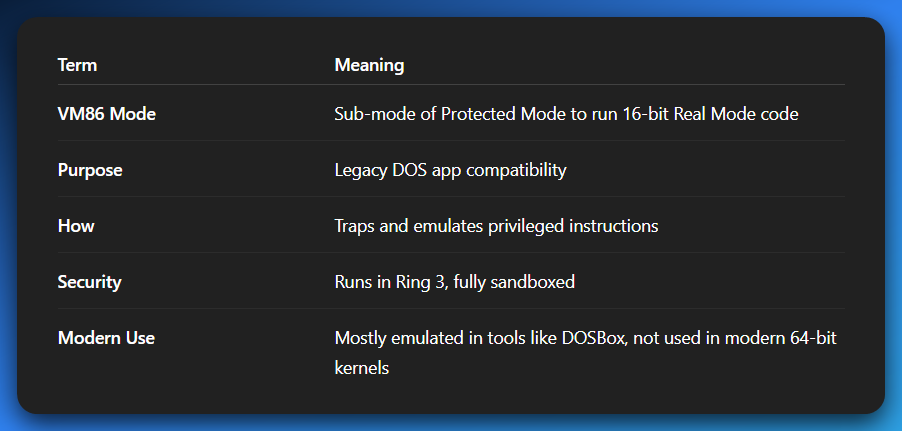 Term Meaning
VM86 Mode Sub-mode of Protected Mode to run 16-bit Real Mode code
Purpose Legacy DOS app compatibility
How Traps and emulates privileged instructions
Security Runs in Ring 3, fully sandboxed
Modern Use Mostly emulated in tools like DOSBox, not used in modern 64-bit
kernels